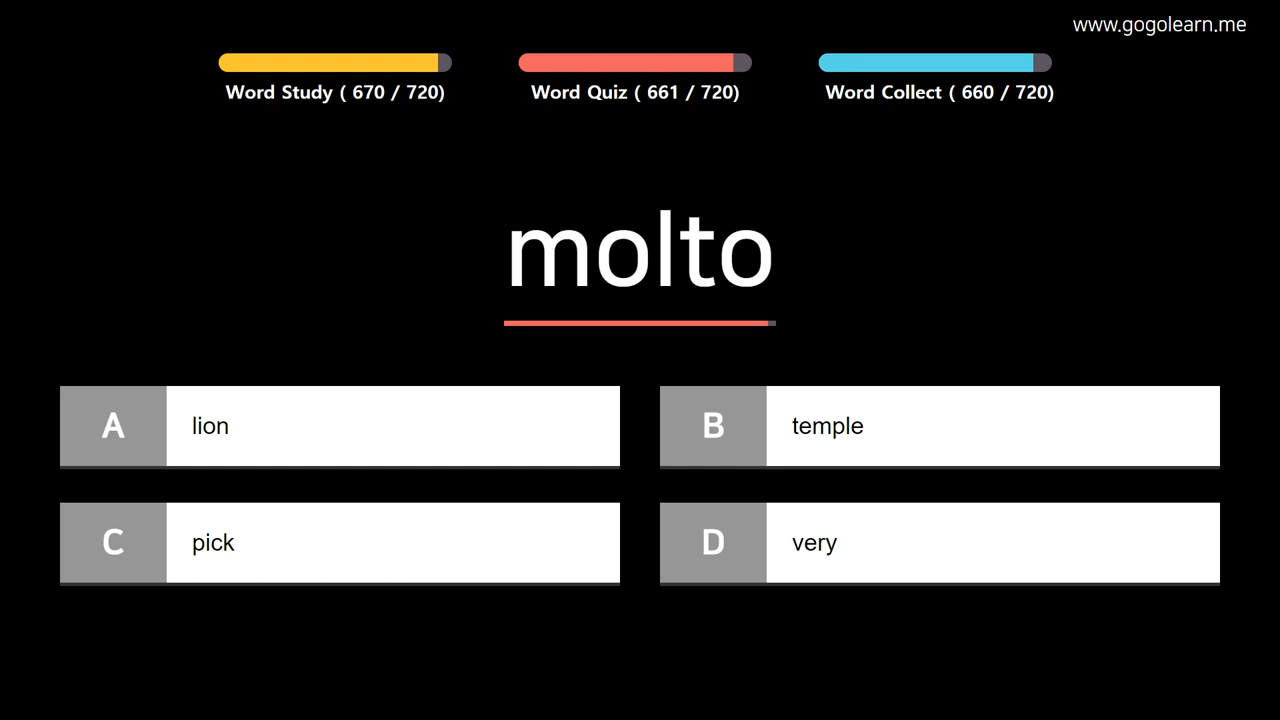 www.gogolearn.me
Word Study ( 670 / 720)
Word Quiz ( 661 / 720)
Word Collect ( 660 / 720)
molto
A lion
B temple
C pick
D very